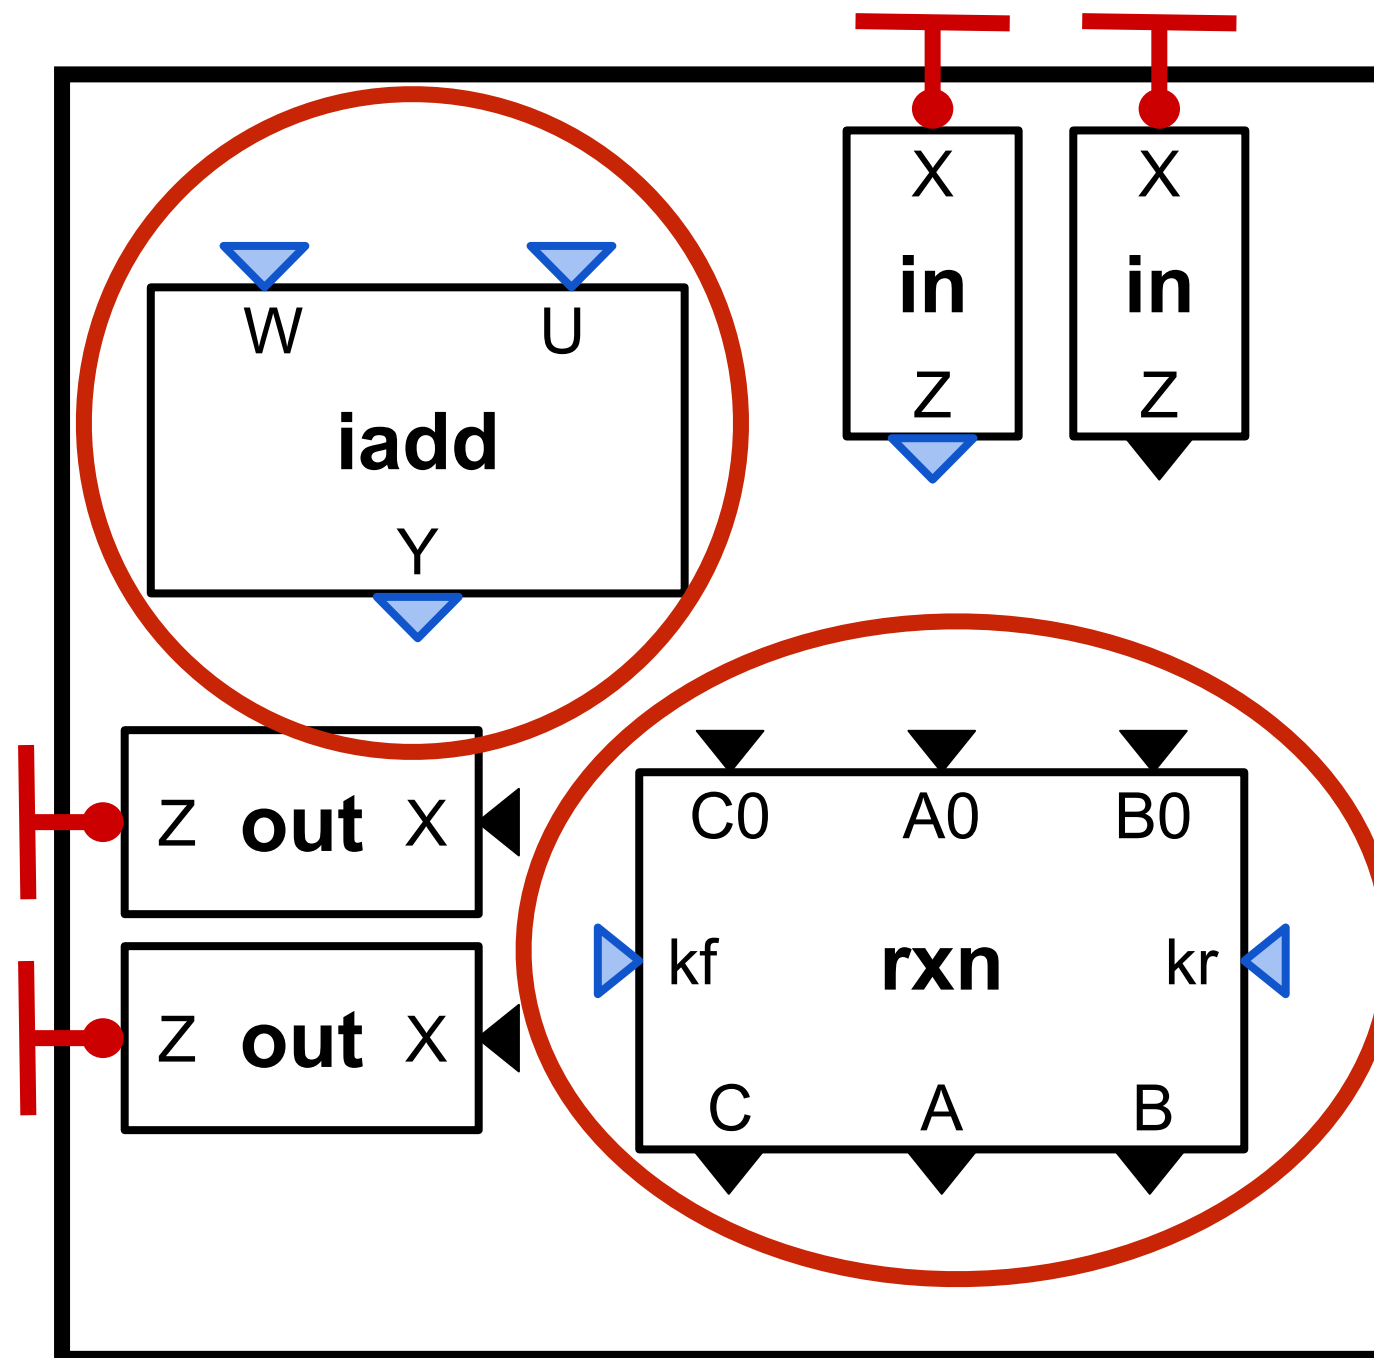 X X
in in
Z Z
W U
iadd
Y
Z out X
Z out X
C0 A0 B0
kf rxn kr
C A B